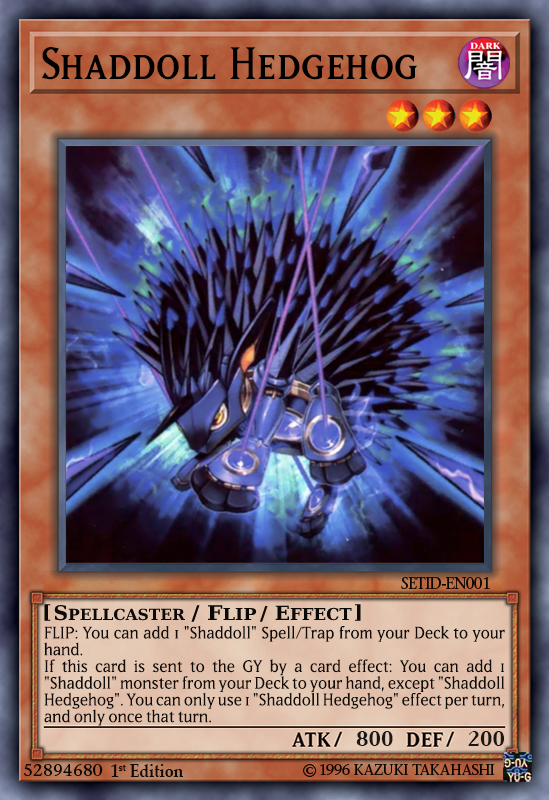 Shaddoll Hedgehog
DARK
闇
SETID-EN001
[Spellcaster / Flip / Effect]
FLIP: You can add 1 "Shaddoll" Spell/Trap from your Deck to your
hand.
If this card is sent to the GY by a card effect: You can add 1
"Shaddoll" monster from your Deck to your hand, except "Shaddoll
Hedgehog". You can only use 1 "Shaddoll Hedgehog" effect per turn,
and only once that turn.
ATK/ 800 DEF/ 200
52894680 1st Edition
© 1996 KAZUKI TAKAHASHI
YU-G
YU-G